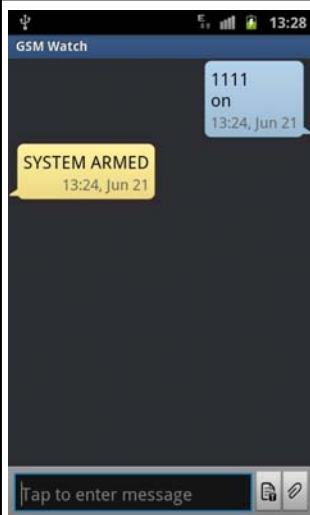 13:28
GSM Watch
1111
on
13:24, Jun 21
SYSTEM ARMED
13:24, Jun 21
Tap to enter message